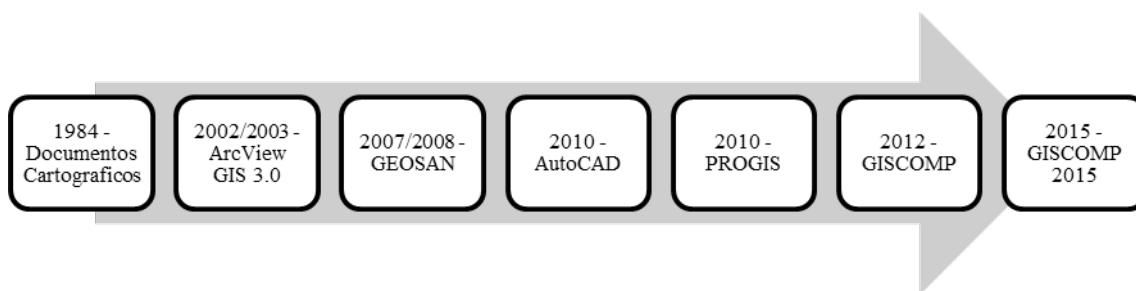 1984 -
Documentos
Cartograficos
2002/2003 -
ArcView
GIS 3.0
2007/2008 -
GEOSAN
2010 -
AutoCAD
2010 -
PROGIS
2012 -
GISCOMP
2015 -
GISCOMP
2015